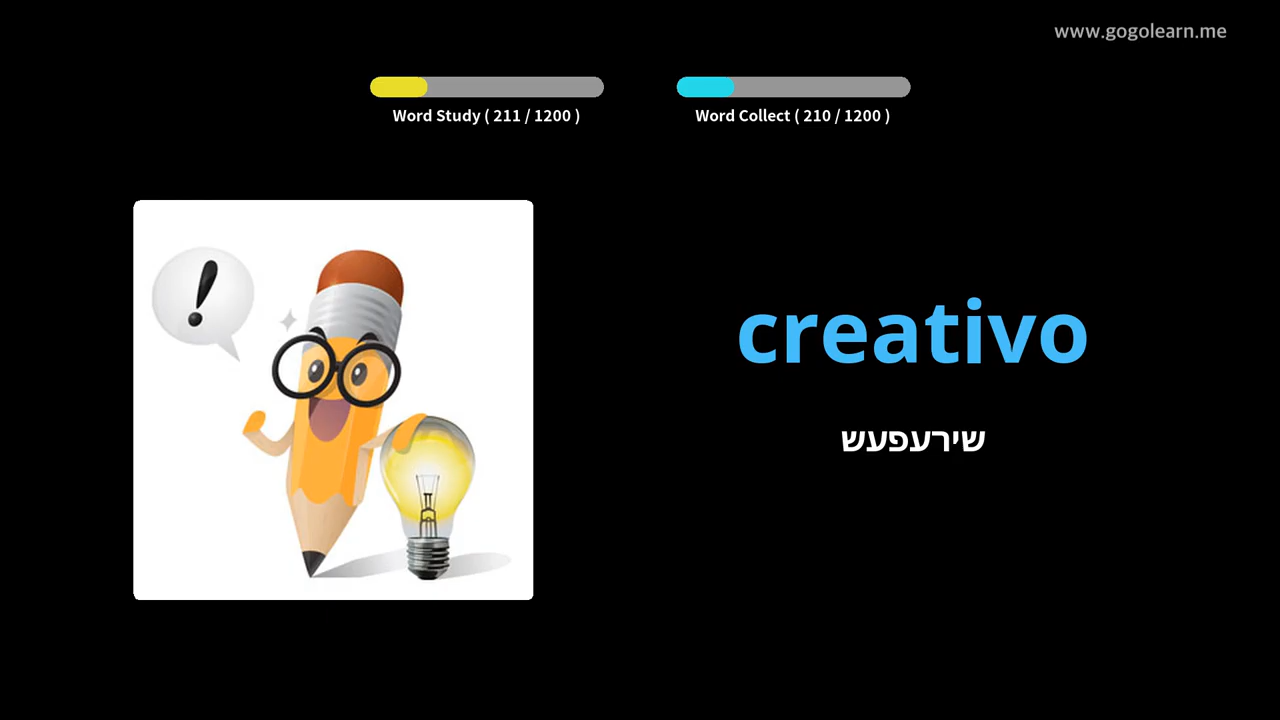 www.gogolearn.me
Word Study ( 211 / 1200 )
Word Collect ( 210 / 1200 )
!
creativo
שירעפעש